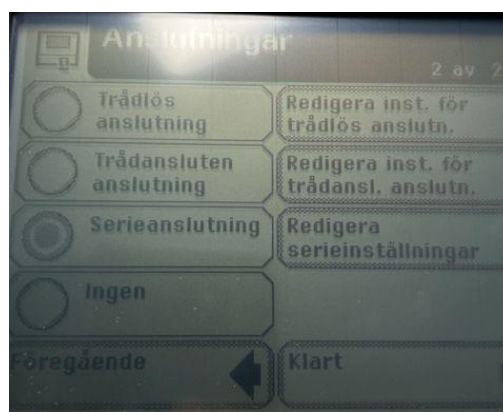 Anslutningar
2 av 2
Trådlös
anslutning
Redigera inst. för
trådlös anslutn.
Trådansluten
anslutning
Redigera inst. för
trådansl. anslutn.
Serieanslutning
Redigera
serieinställningar
Ingen
Föregående
Klart